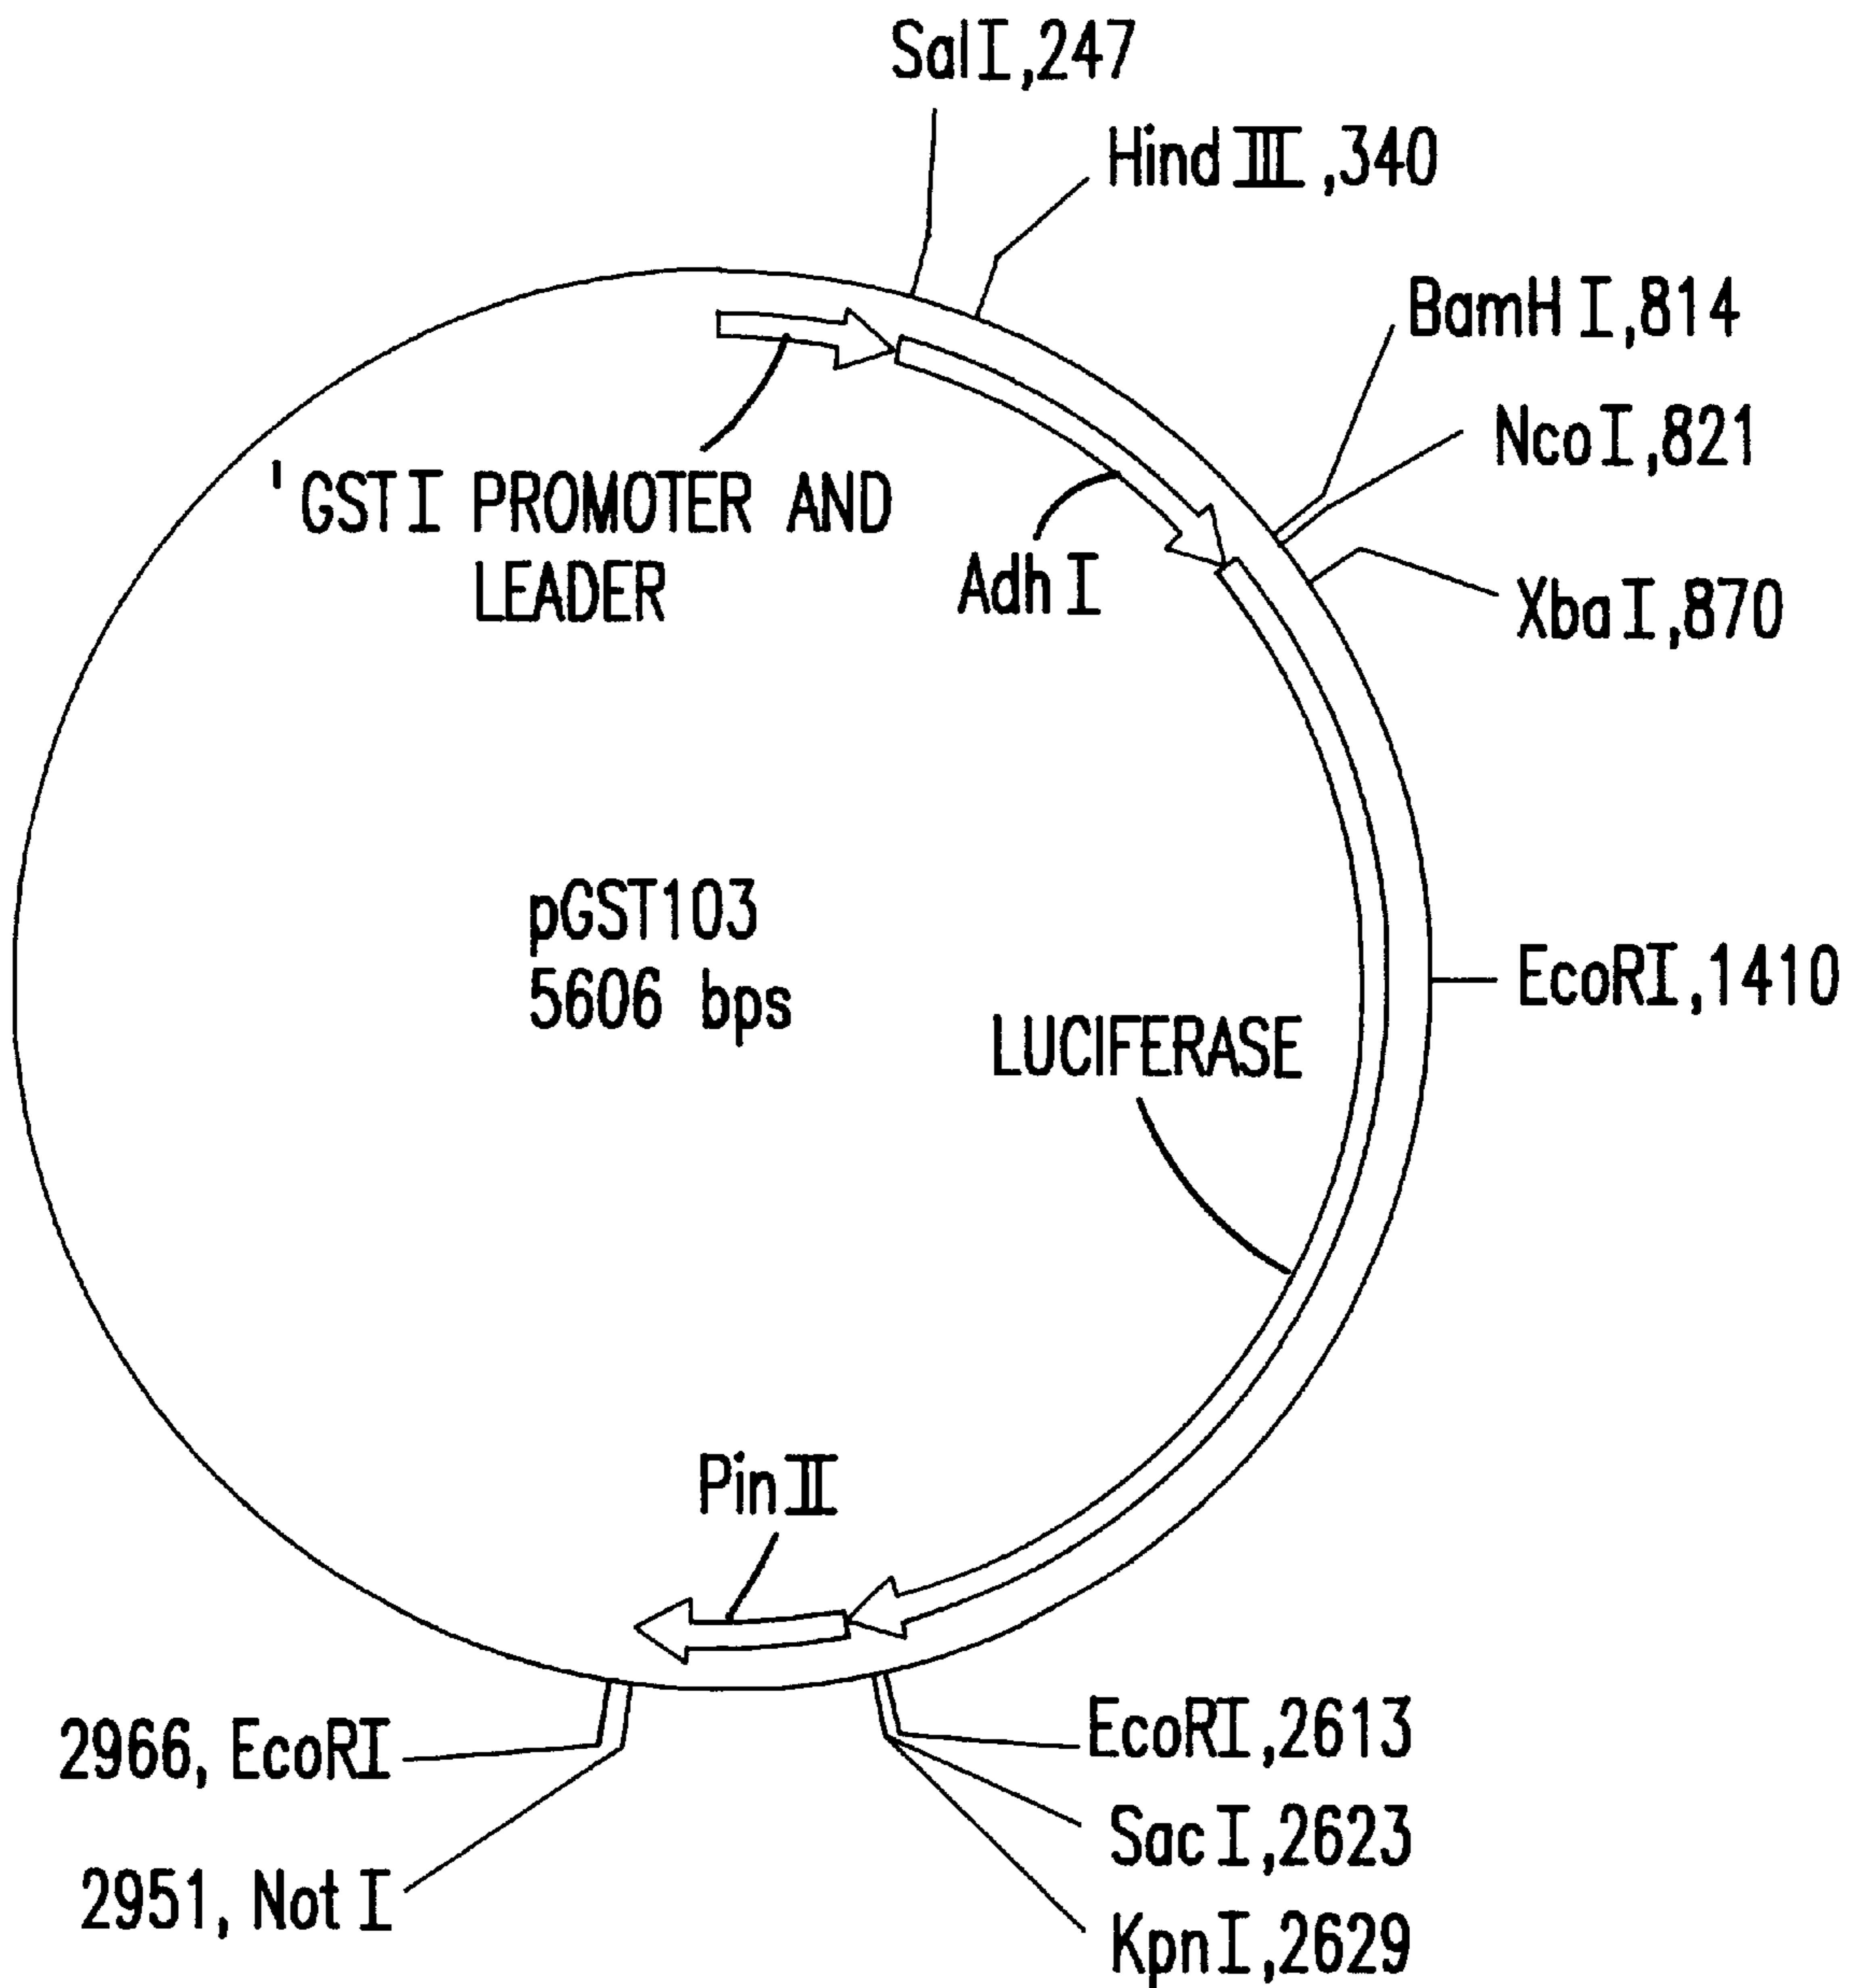 SalI,247
HindIII,340
BamHI,814
NcoI,821
XbaI,870
'GSTI PROMOTER AND
LEADER
AdhI
pGST103
5606 bps
EcoRI,1410
LUCIFERASE
PinII
2966, EcoRI
2951, NotI
EcoRI,2613
SacI,2623
KpnI,2629